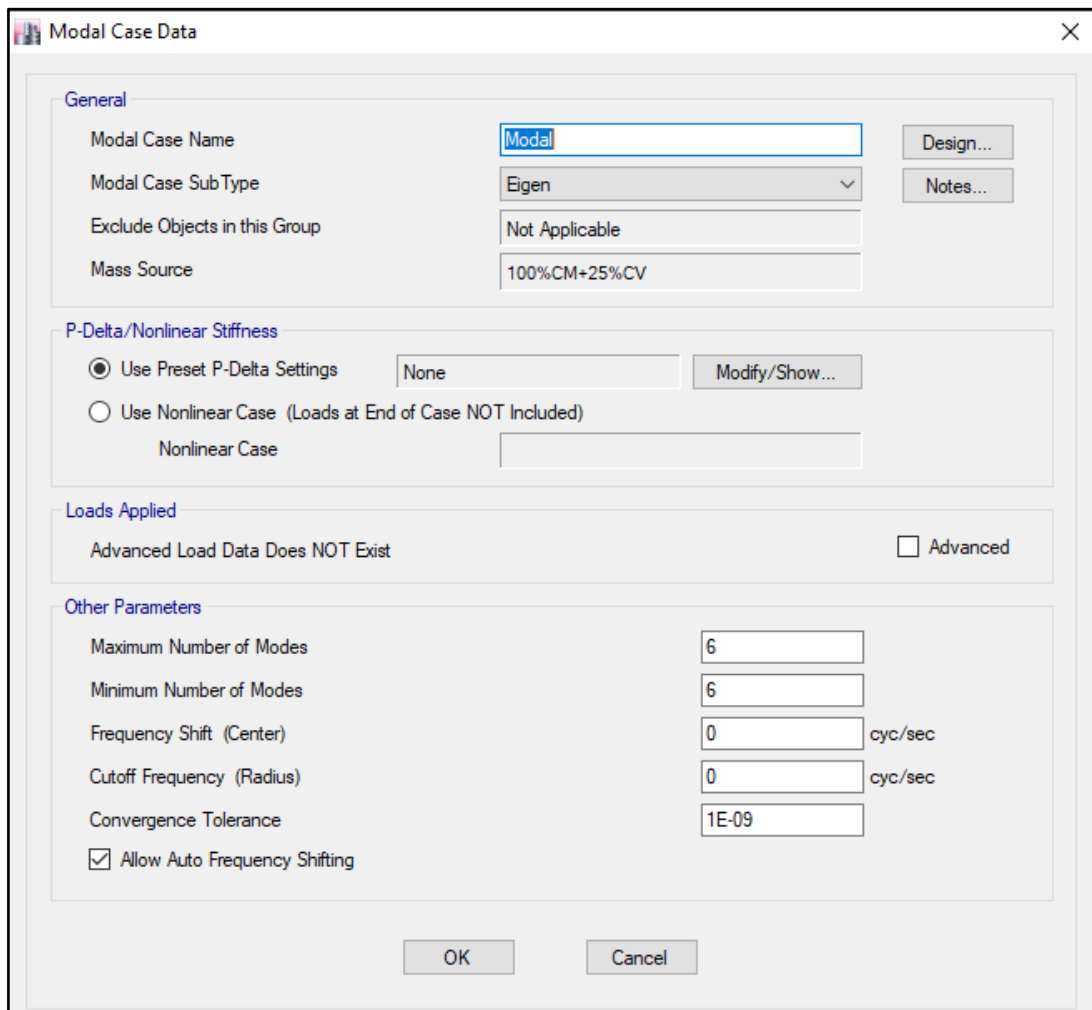 Modal Case Data
General
Modal Case Name Modal Design...
Modal Case SubType Eigen Notes...
Exclude Objects in this Group Not Applicable
Mass Source 100%CM+25%CV
P-Delta/Nonlinear Stiffness
Use Preset P-Delta Settings None Modify/Show...
Use Nonlinear Case (Loads at End of Case NOT Included)
Nonlinear Case
Loads Applied
Advanced Load Data Does NOT Exist Advanced
Other Parameters
Maximum Number of Modes 6
Minimum Number of Modes 6
Frequency Shift (Center) 0 cyc/sec
Cutoff Frequency (Radius) 0 cyc/sec
Convergence Tolerance 1E-09
Allow Auto Frequency Shifting
OK Cancel